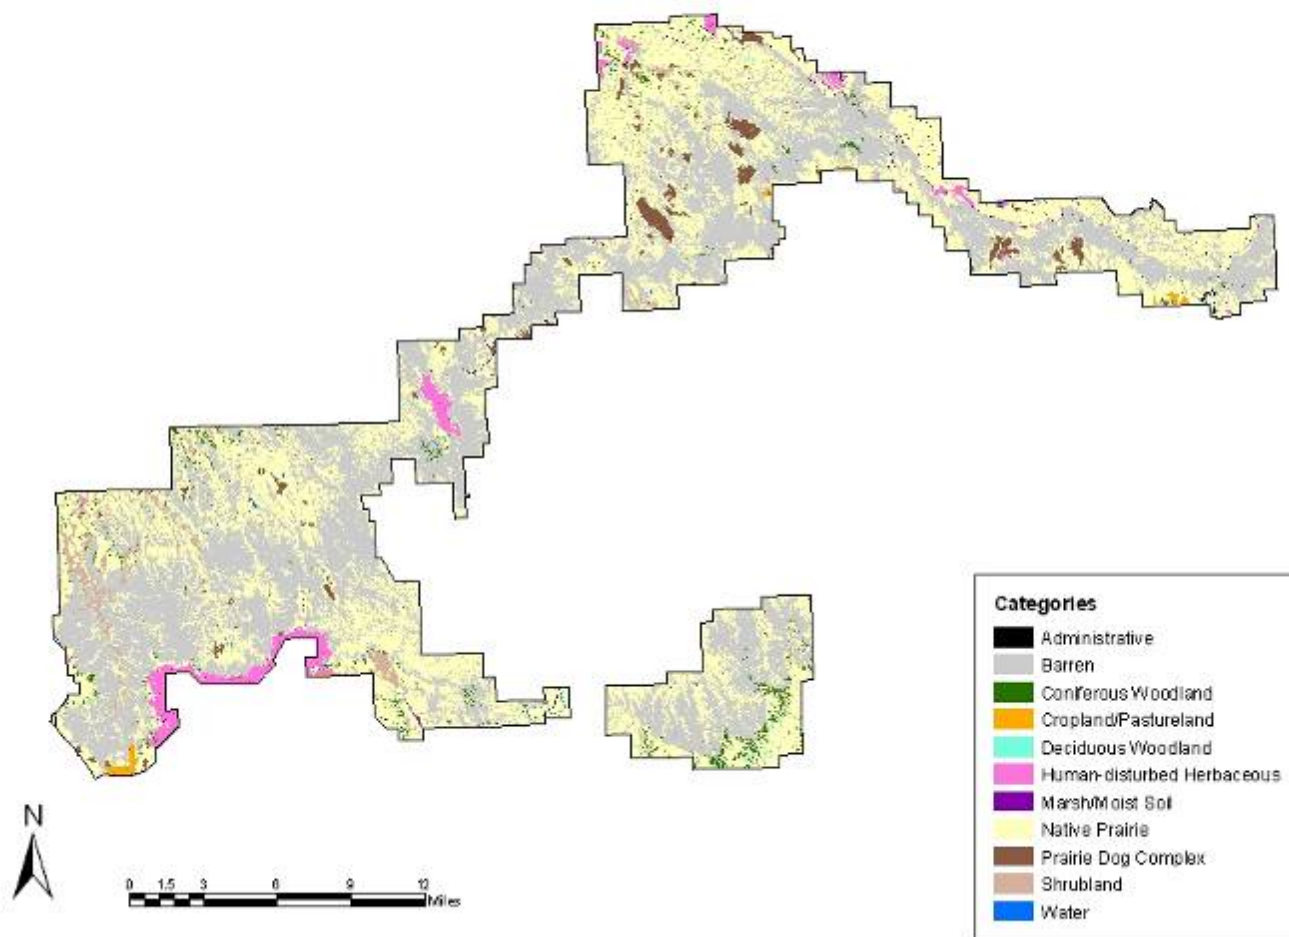 Categories
Administrative
Barren
Coniferous Woodland
Cropland/Pastureland
Deciduous Woodland
Human-disturbed Herbaceous
Marsh/Moist Soil
Native Prairie
Prairie Dog Complex
Shrubland
Water
N
0 1.5 3 6 9 12
Miles